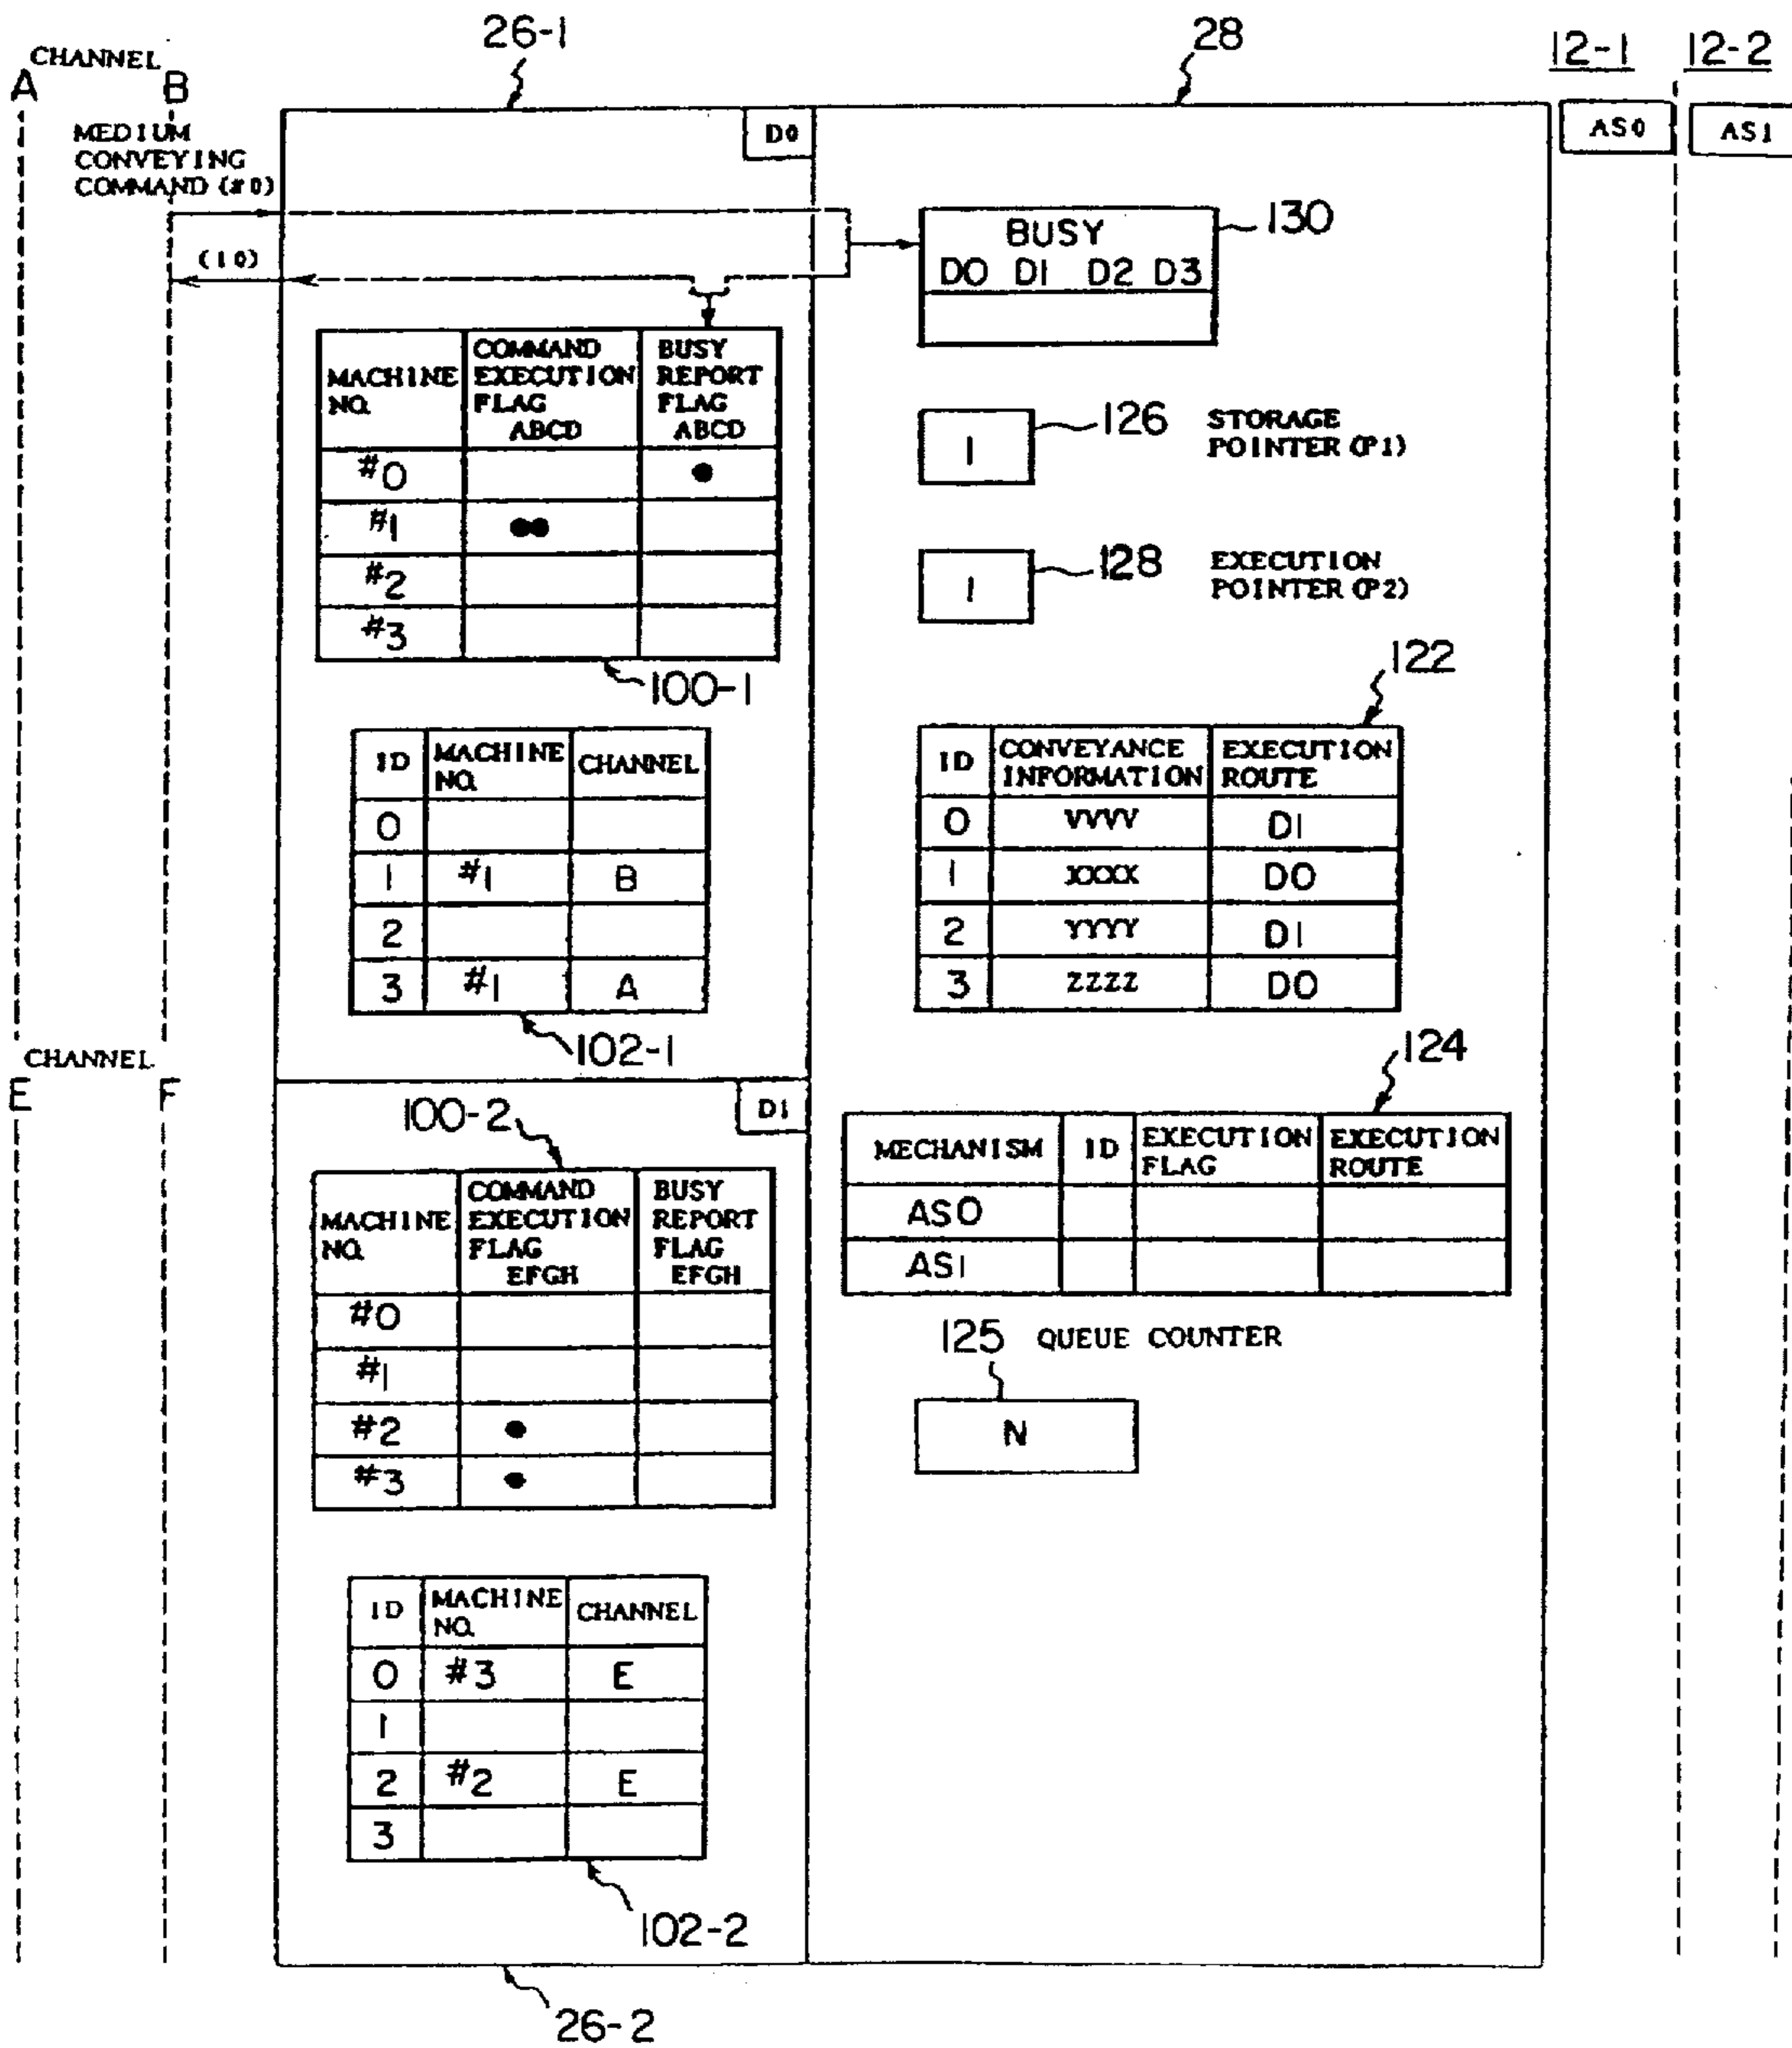 26-1
28
12-1 12-2
CHANNEL
A B
MEDIUM
CONVEYING
COMMAND (#0)
D0
AS0 AS1
(10)
BUSY
D0 D1 D2 D3
130
MACHINE NO. COMMAND EXECUTION FLAG ABCD BUSY REPORT FLAG ABCD
#0 ●
#1 ●●
#2
#3
100-1
1 126 STORAGE POINTER (P1)
1 128 EXECUTION POINTER (P2)
122
ID MACHINE NO. CHANNEL
0
1 #1 B
2
3 #1 A
102-1
ID CONVEYANCE INFORMATION EXECUTION ROUTE
0 VVVV D1
1 XXXX D0
2 YYYY D1
3 ZZZZ D0
124
CHANNEL
E F
D1
100-2
MACHINE NO. COMMAND EXECUTION FLAG EFGH BUSY REPORT FLAG EFGH
#0
#1
#2 ●
#3 ●
MECHANISM ID EXECUTION FLAG EXECUTION ROUTE
AS0
AS1
125 QUEUE COUNTER
N
ID MACHINE NO. CHANNEL
0 #3 E
1
2 #2 E
3
102-2
26-2